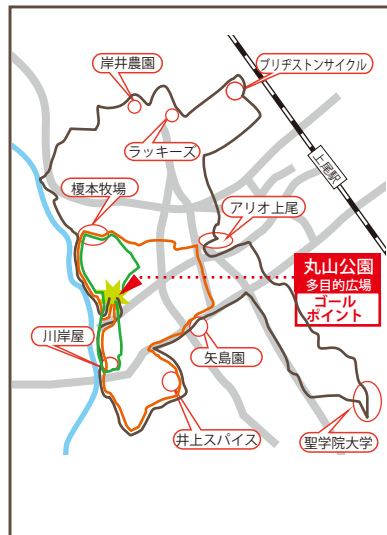 岸井農園
ブリヂストンサイクル
ラッキーズ
上尾駅
榎本牧場
アリオ上尾
丸山公園
多目的広場
ゴール
ポイント
川岸屋
矢島園
井上スパイス
聖学院大学